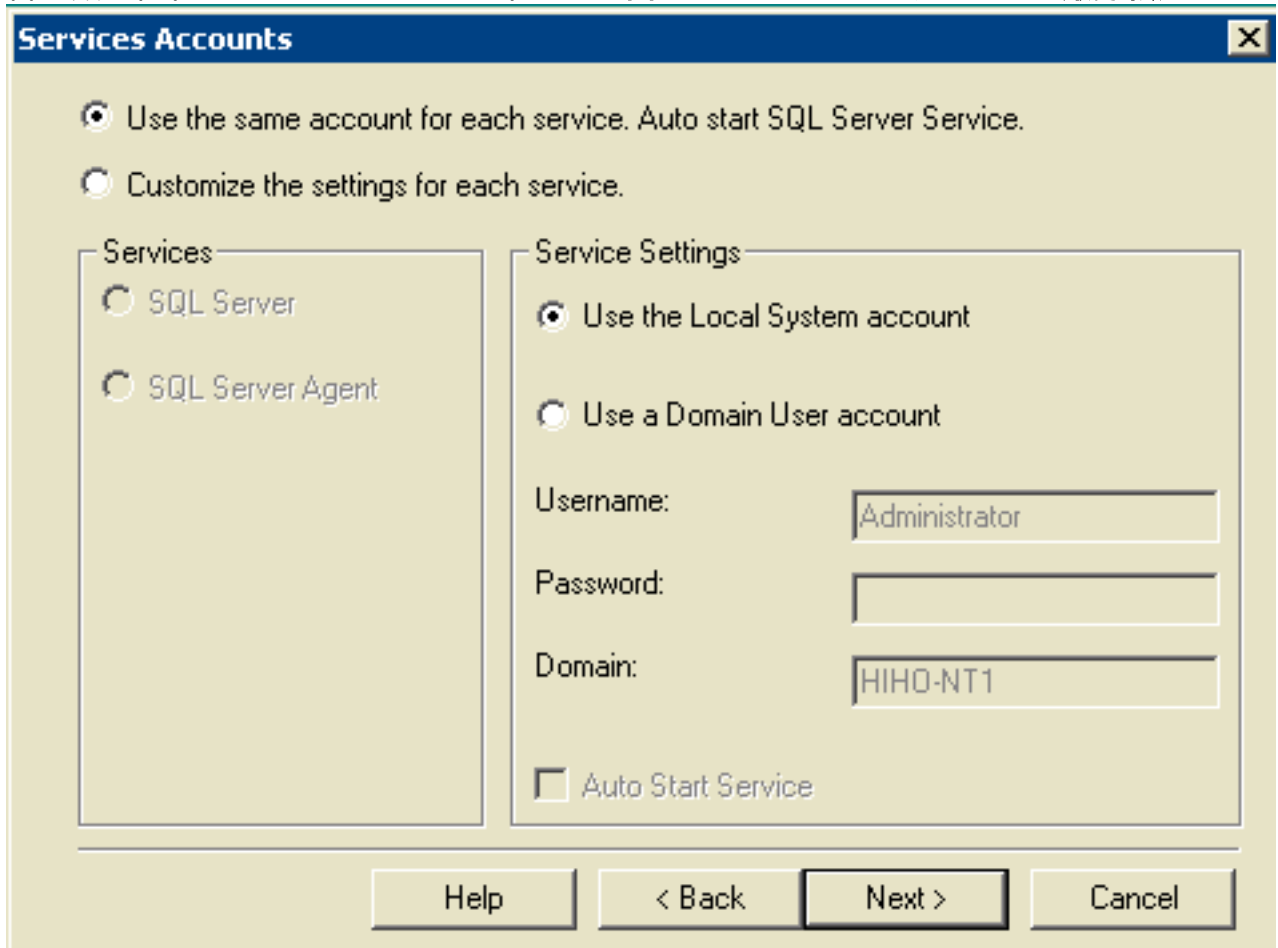 Services Accounts
Use the same account for each service. Auto start SQL Server Service.
Customize the settings for each service.
Services
SQL Server
SQL Server Agent
Service Settings
Use the Local System account
Use a Domain User account
Username:
Administrator
Password:
Domain:
HIHO-NT1
Auto Start Service
Help
< Back
Next >
Cancel